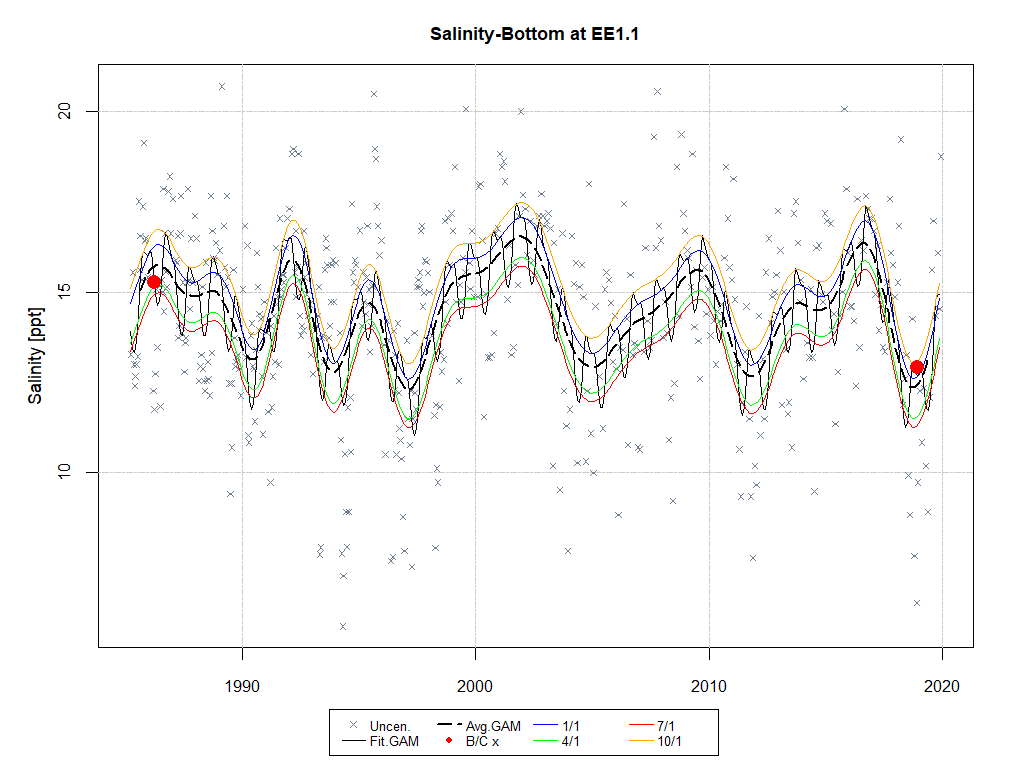 Salinity-Bottom at EE1.1
Salinity [ppt]
20
15
10
1990 2000 2010 2020
Uncen. Avg.GAM 1/1 7/1
Fit.GAM B/C x 4/1 10/1